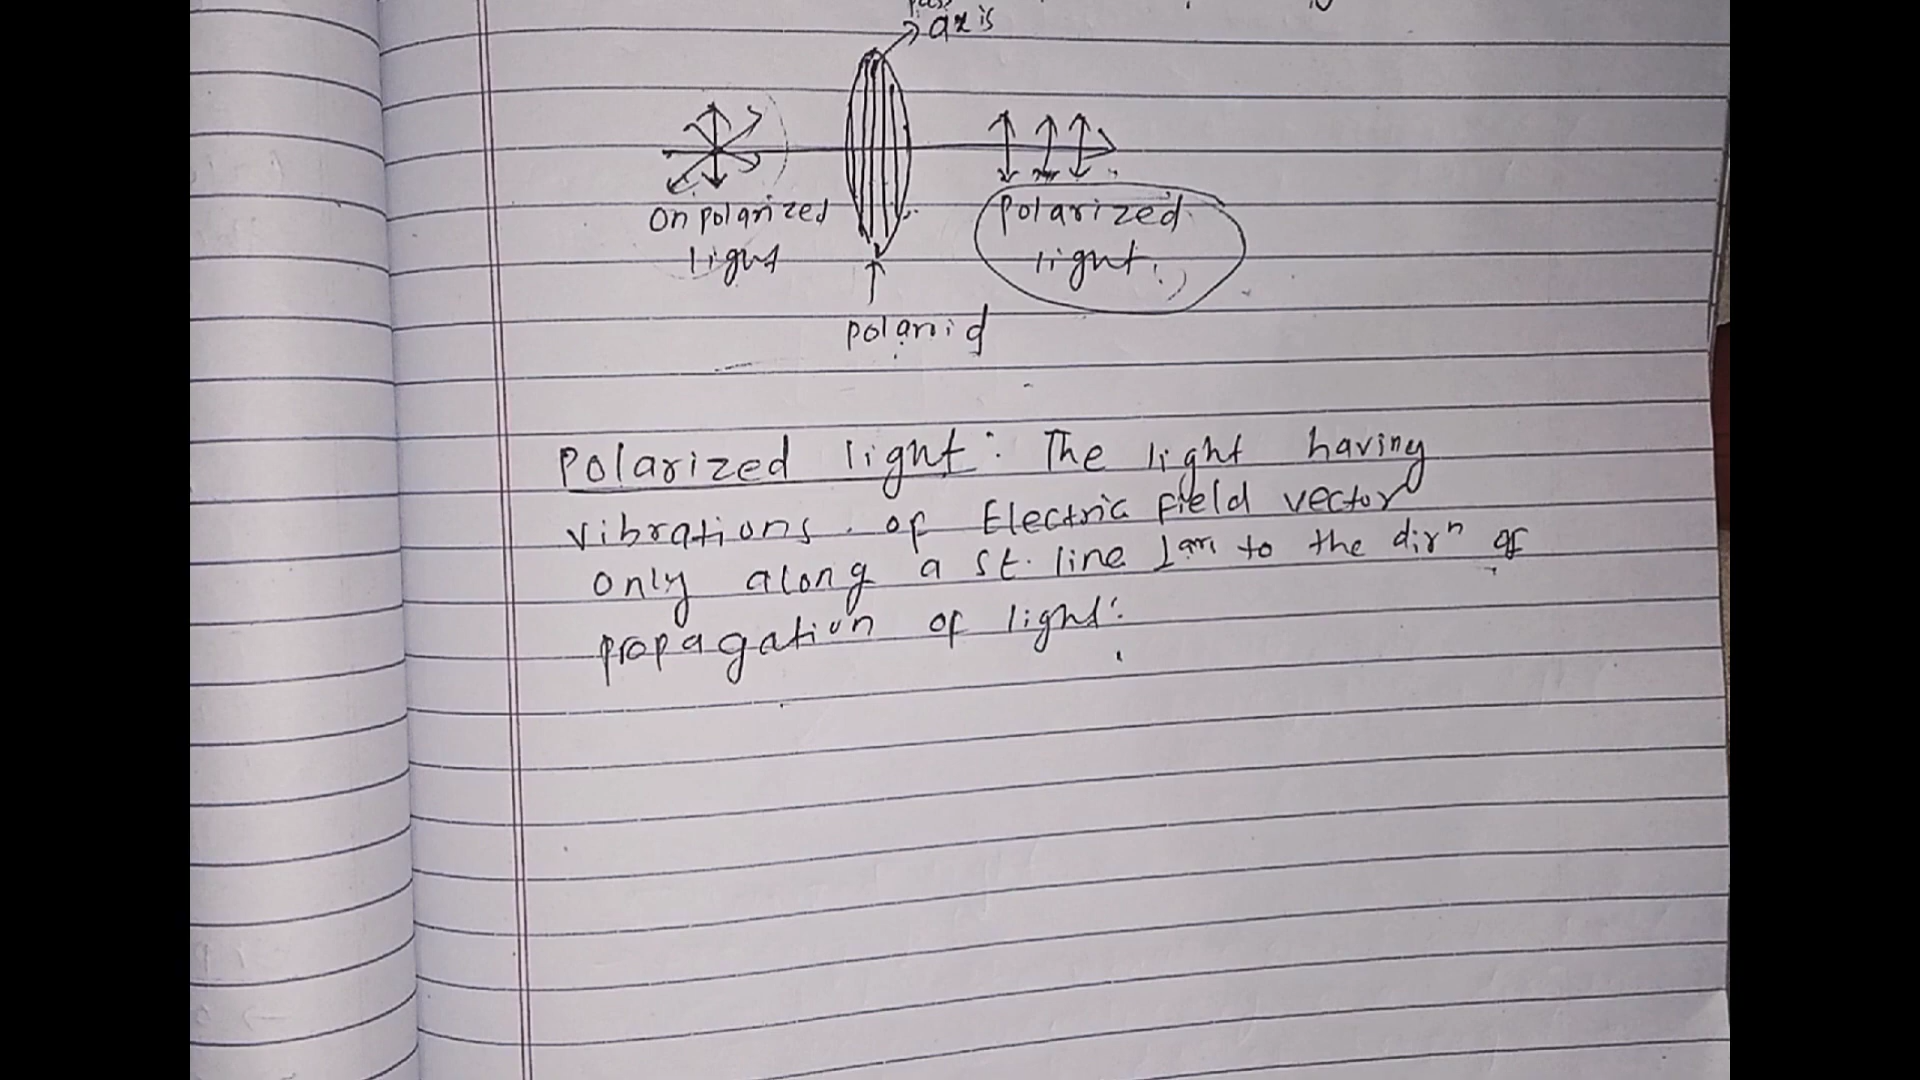 axis
On polarized
light
polarized
light.
polaroid
Polarized light: The light having
vibrations of Electric field vector
only along a st. line ⊥ar to the dirⁿ of
propagation of light.